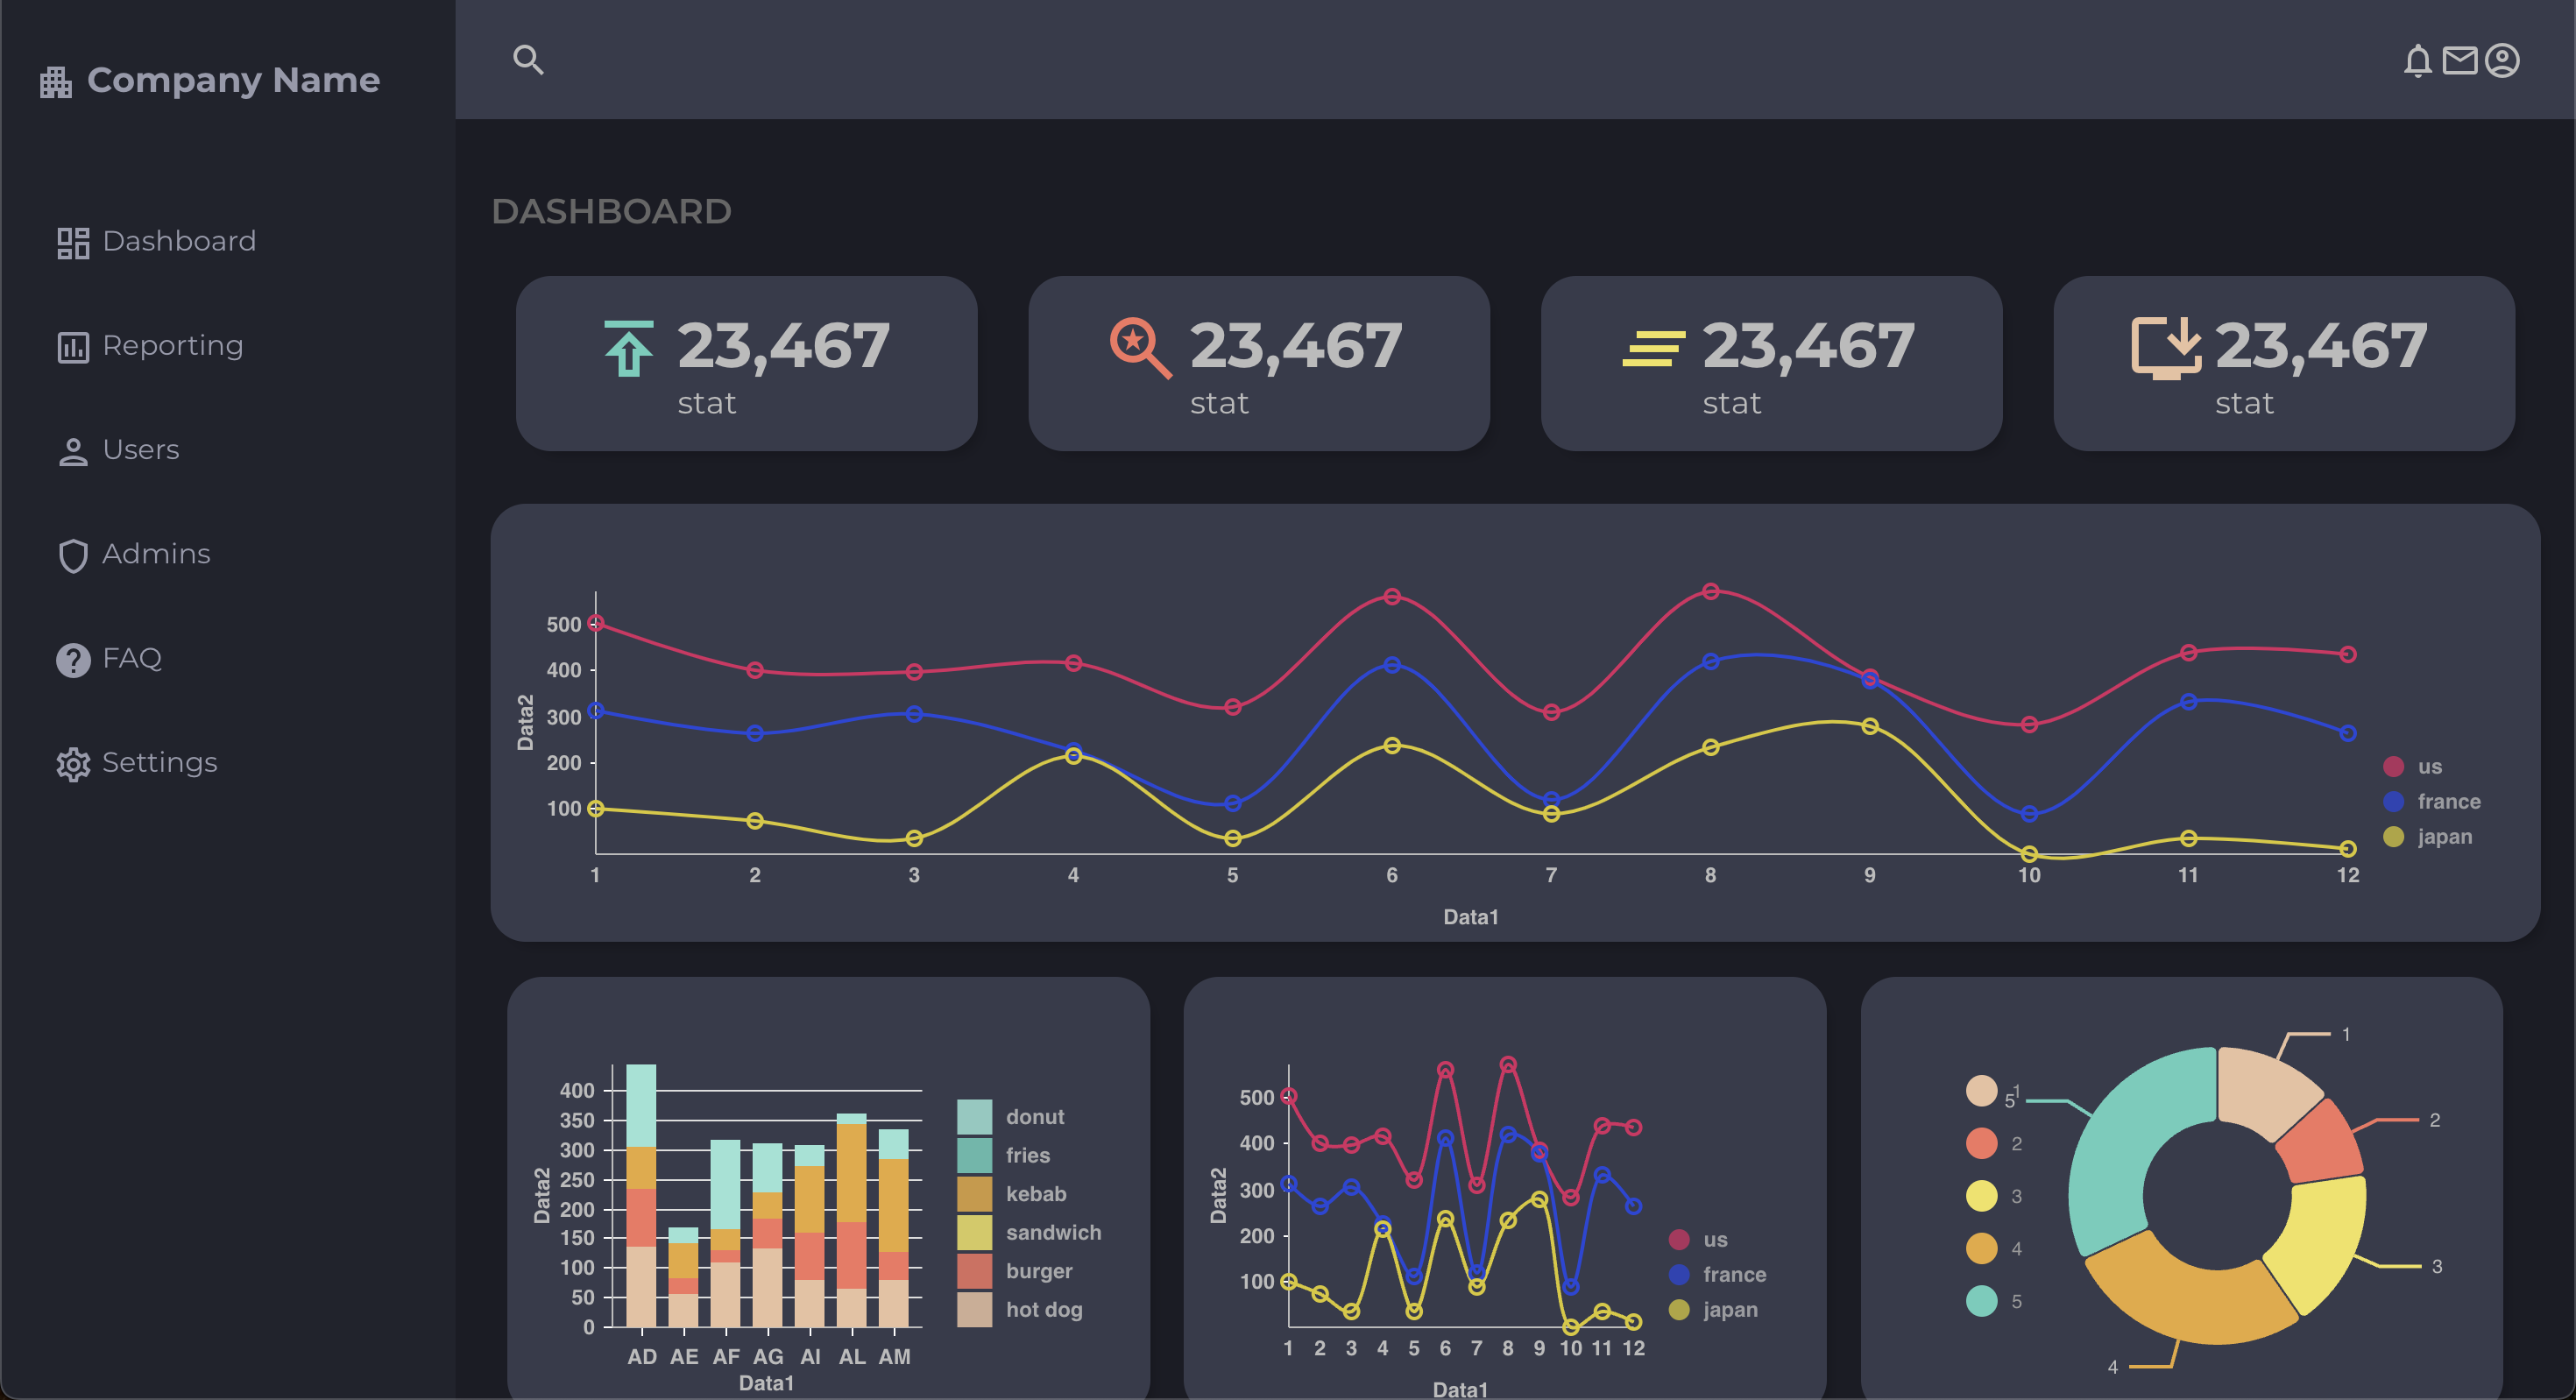 Company Name
Dashboard
Reporting
Users
Admins
FAQ
Settings
DASHBOARD
23,467
stat
23,467
stat
23,467
stat
23,467
stat
500
400
300
200
100
Data2
1 2 3 4 5 6 7 8 9 10 11 12
Data1
us
france
japan
400
350
300
250
200
150
100
50
0
Data2
AD AE AF AG AI AL AM
Data1
donut
fries
kebab
sandwich
burger
hot dog
500
400
300
200
100
Data2
1 2 3 4 5 6 7 8 9 10 11 12
Data1
us
france
japan
1
2
3
4
5
1
2
3
4
5